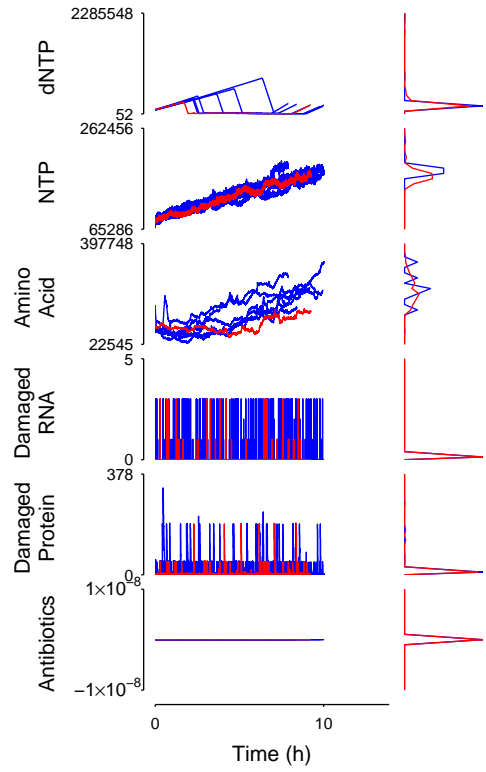 2285548
dNTP
52
262456
NTP
65286
397748
Amino
Acid
22545
5
Damaged
RNA
0
378
Damaged
Protein
0
1×10⁻⁸
Antibiotics
−1×10⁻⁸
0 10
Time (h)